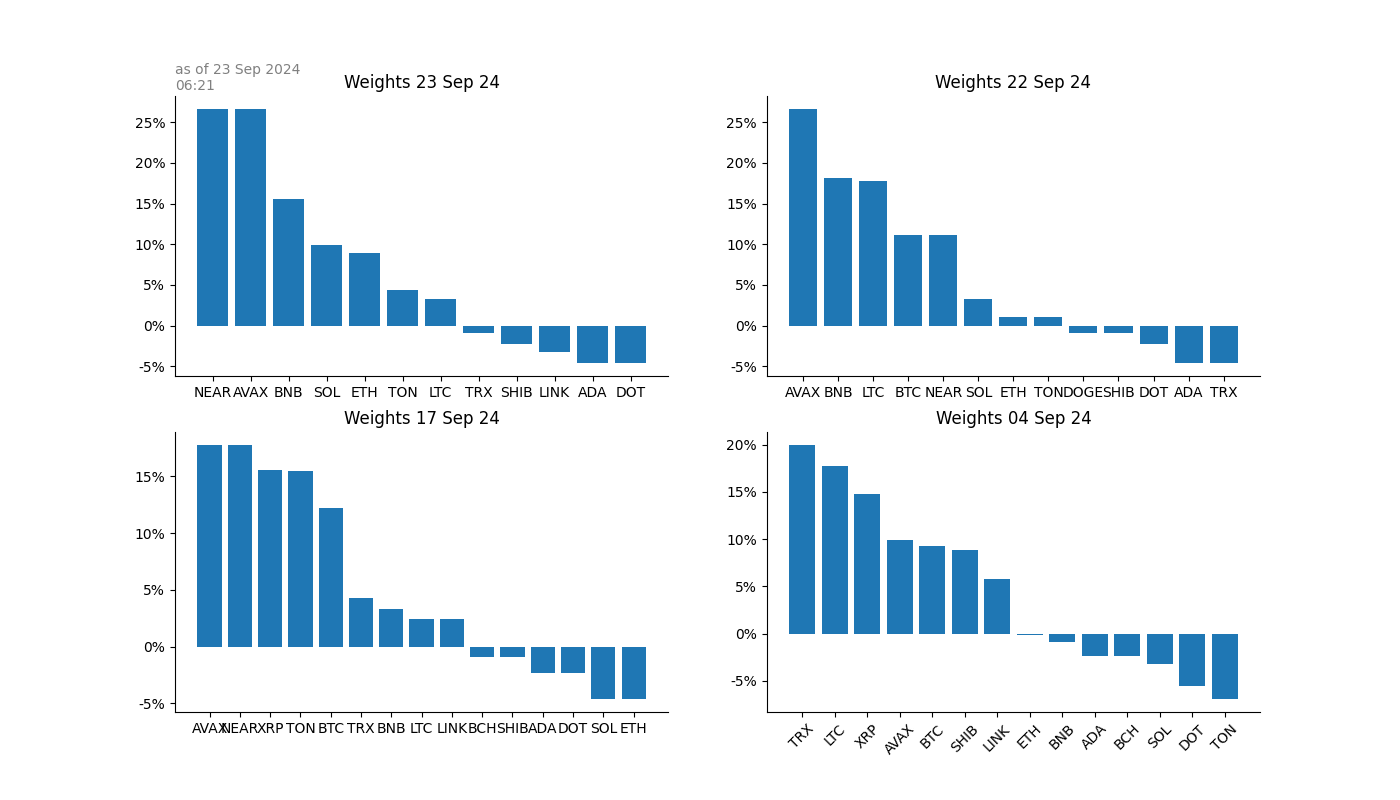 as of 23 Sep 2024
06:21
Weights 23 Sep 24
25%
20%
15%
10%
5%
0%
-5%
NEAR AVAX BNB SOL ETH TON LTC TRX SHIB LINK ADA DOT
Weights 22 Sep 24
25%
20%
15%
10%
5%
0%
-5%
AVAX BNB LTC BTC NEAR SOL ETH TON DOGE SHIB DOT ADA TRX
Weights 17 Sep 24
15%
10%
5%
0%
-5%
AVAX NEAR XRP TON BTC TRX BNB LTC LINK BCH SHIB ADA DOT SOL ETH
Weights 04 Sep 24
20%
15%
10%
5%
0%
-5%
TRX LTC XRP AVAX BTC SHIB LINK ETH BNB ADA BCH SOL DOT TON